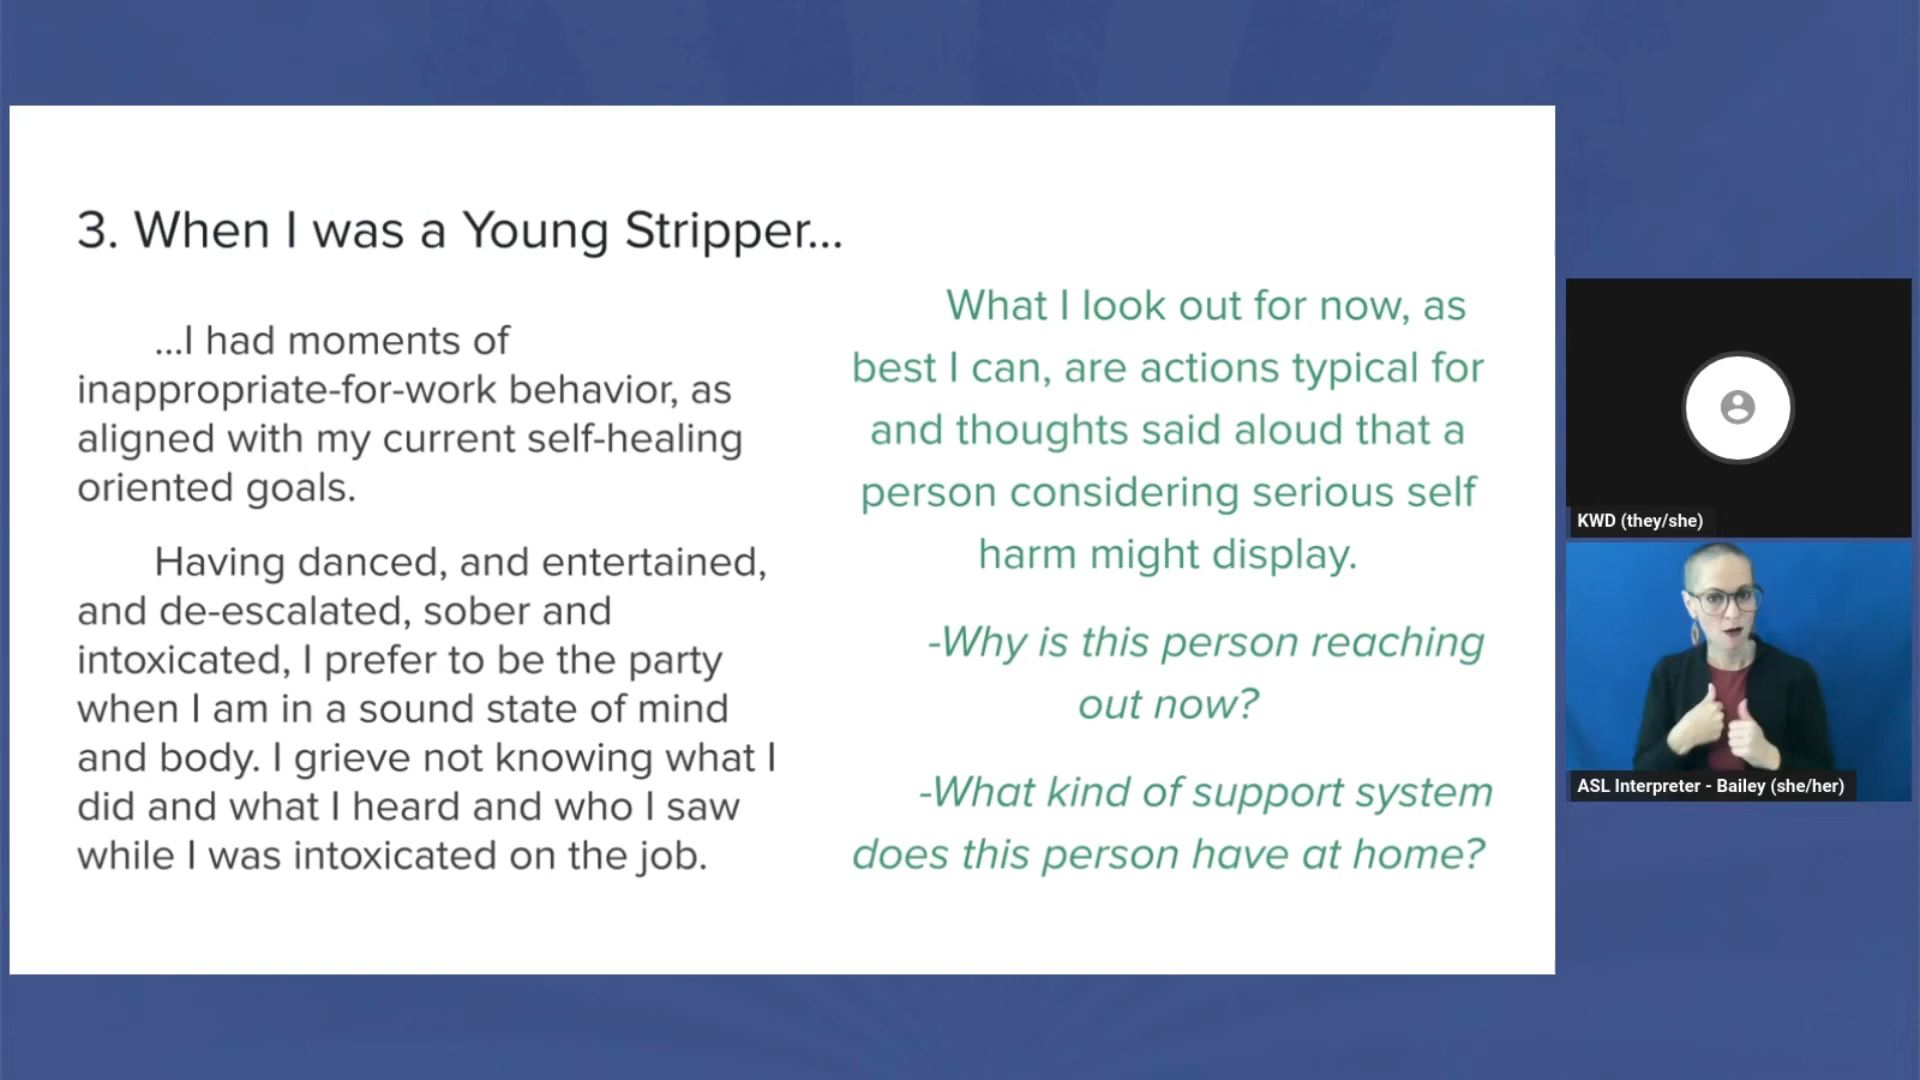 3. When I was a Young Stripper...
...I had moments of
inappropriate-for-work behavior, as
aligned with my current self-healing
oriented goals.
Having danced, and entertained,
and de-escalated, sober and
intoxicated, I prefer to be the party
when I am in a sound state of mind
and body. I grieve not knowing what I
did and what I heard and who I saw
while I was intoxicated on the job.
What I look out for now, as
best I can, are actions typical for
and thoughts said aloud that a
person considering serious self
harm might display.
-Why is this person reaching
out now?
-What kind of support system
does this person have at home?
KWD (they/she)
ASL Interpreter - Bailey (she/her)